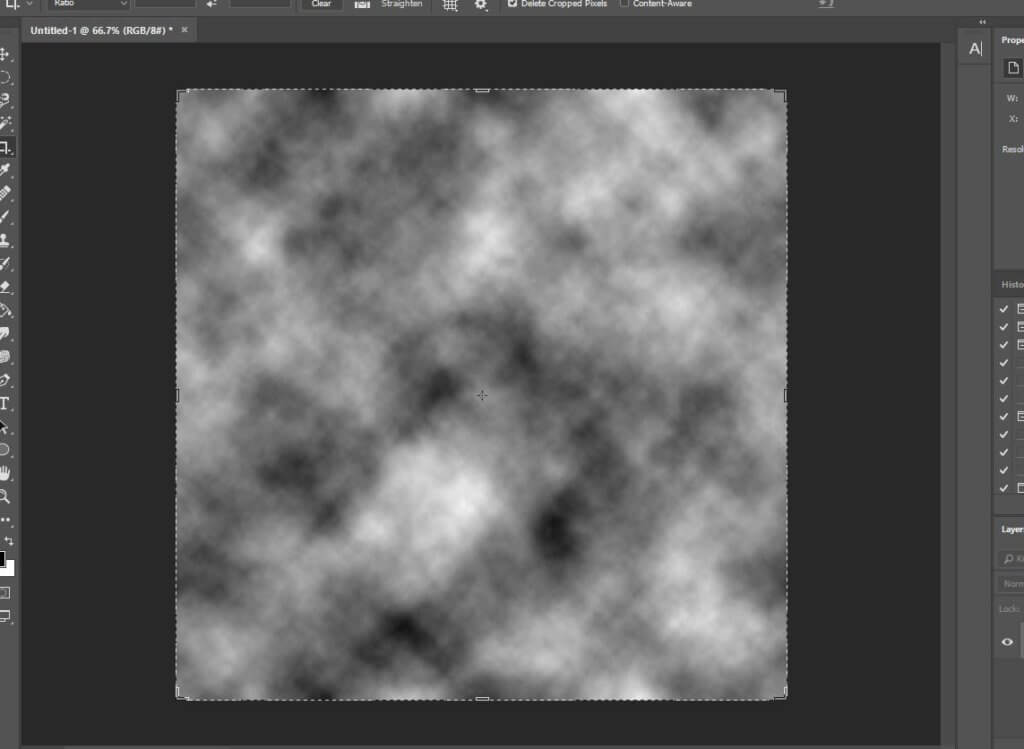 Ratio Clear Straighten Delete Cropped Pixels Content-Aware
Untitled-1 @ 66.7% (RGB/8#) * ×
A|
Prope
W:
X:
Resol
Histo
Layer
Norm
Lock: